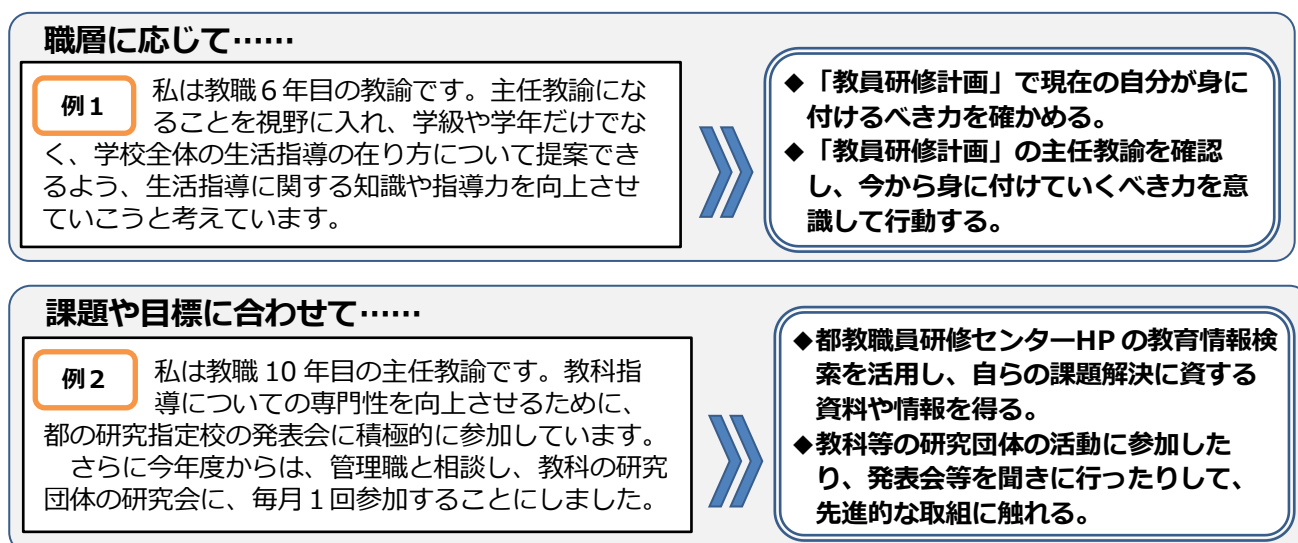 職層に応じて……
例1
私は教職6年目の教諭です。主任教諭にな
ることを視野に入れ、学級や学年だけでな
く、学校全体の生活指導の在り方について提案でき
るよう、生活指導に関する知識や指導力を向上させ
ていこうと考えています。
◆「教員研修計画」で現在の自分が身に
付けるべき力を確かめる。
◆「教員研修計画」の主任教諭を確認
し、今から身に付けていくべき力を意
識して行動する。
課題や目標に合わせて……
例2
私は教職 10 年目の主任教諭です。教科指
導についての専門性を向上させるために、
都の研究指定校の発表会に積極的に参加しています。
さらに今年度からは、管理職と相談し、教科の研究
団体の研究会に、毎月1回参加することにしました。
◆都教職員研修センターHP の教育情報検
索を活用し、自らの課題解決に資する
資料や情報を得る。
◆教科等の研究団体の活動に参加した
り、発表会等を聞きに行ったりして、
先進的な取組に触れる。